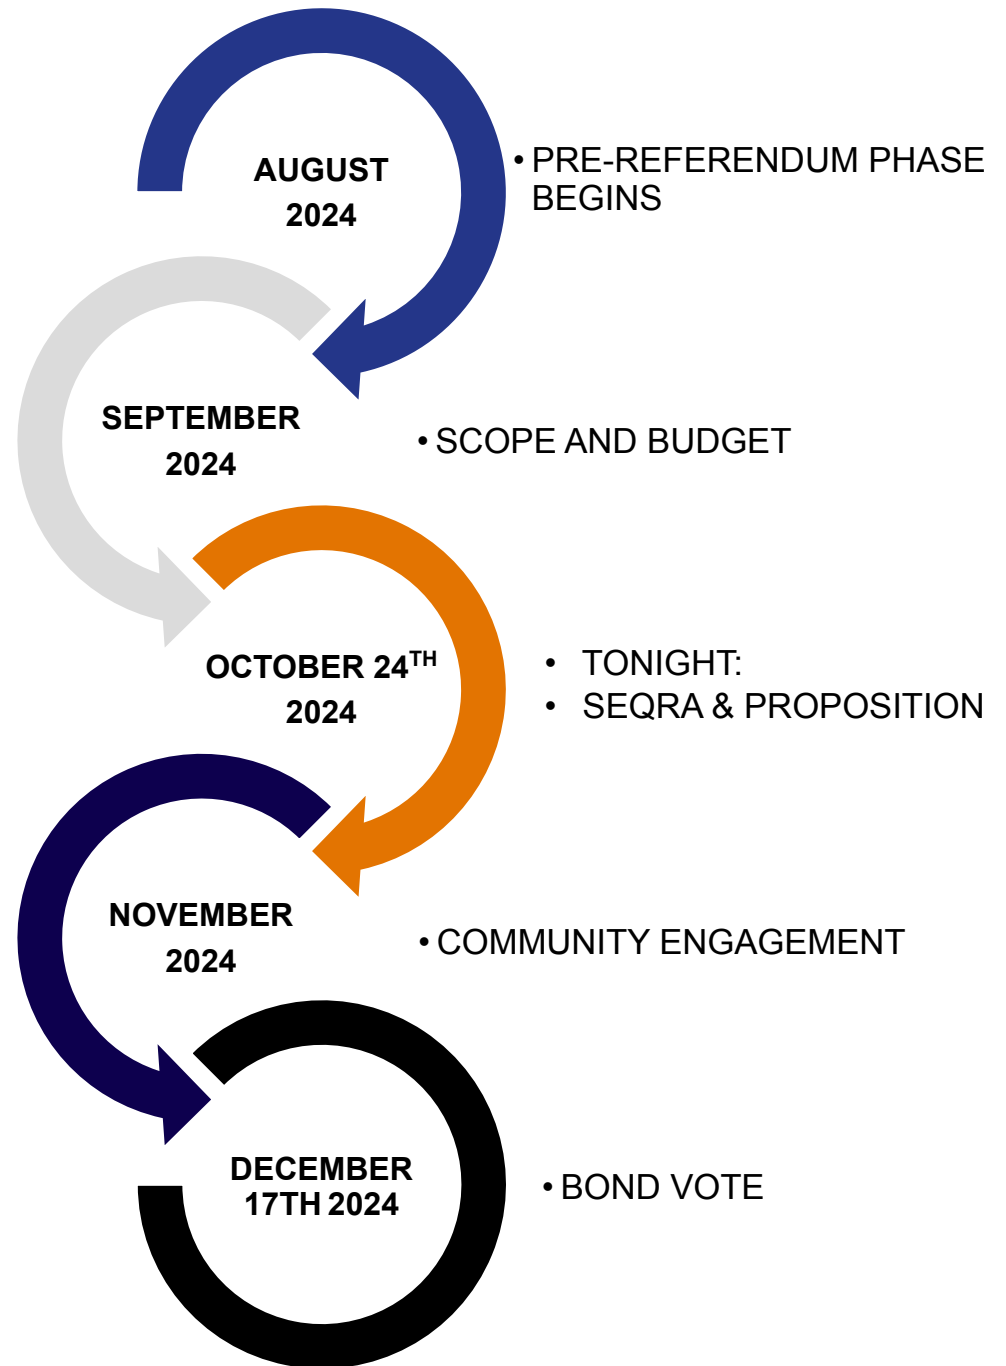 AUGUST
2024
• PRE-REFERENDUM PHASE
BEGINS
SEPTEMBER
2024
• SCOPE AND BUDGET
OCTOBER 24TH
2024
• TONIGHT:
• SEQRA & PROPOSITION
NOVEMBER
2024
• COMMUNITY ENGAGEMENT
DECEMBER
17TH 2024
• BOND VOTE